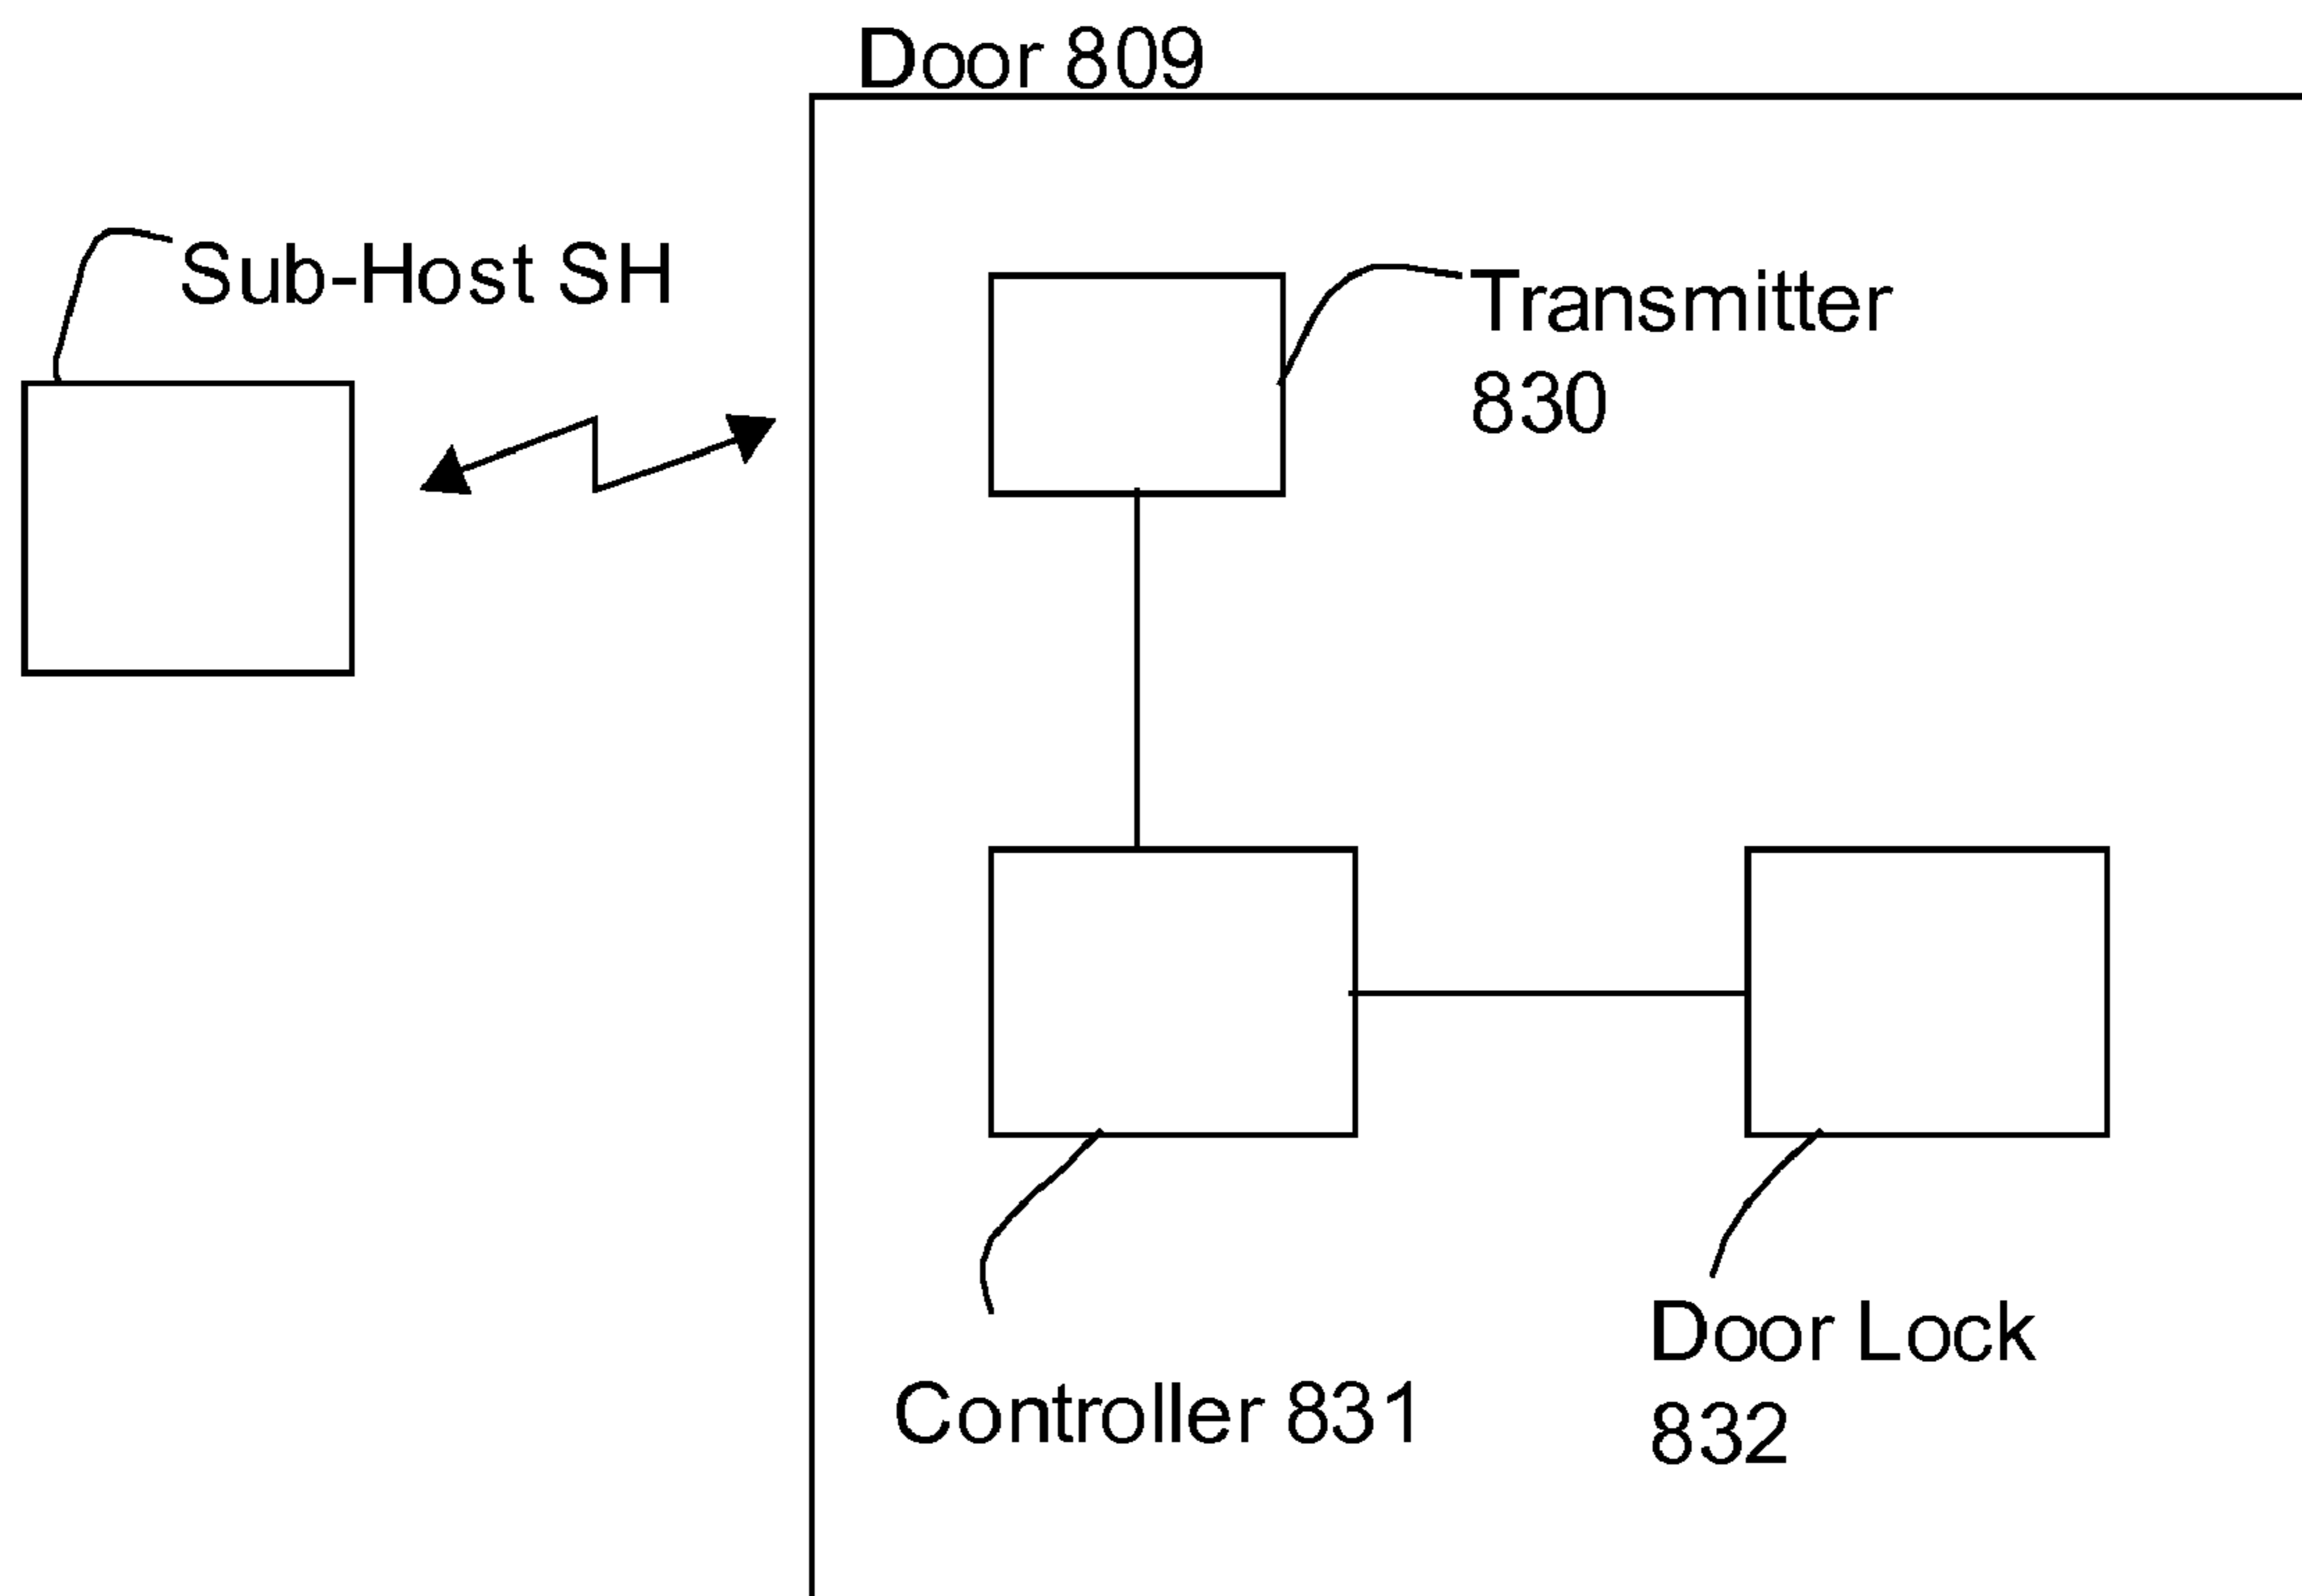 Door 809
Sub-Host SH
Transmitter
830
Controller 831
Door Lock
832